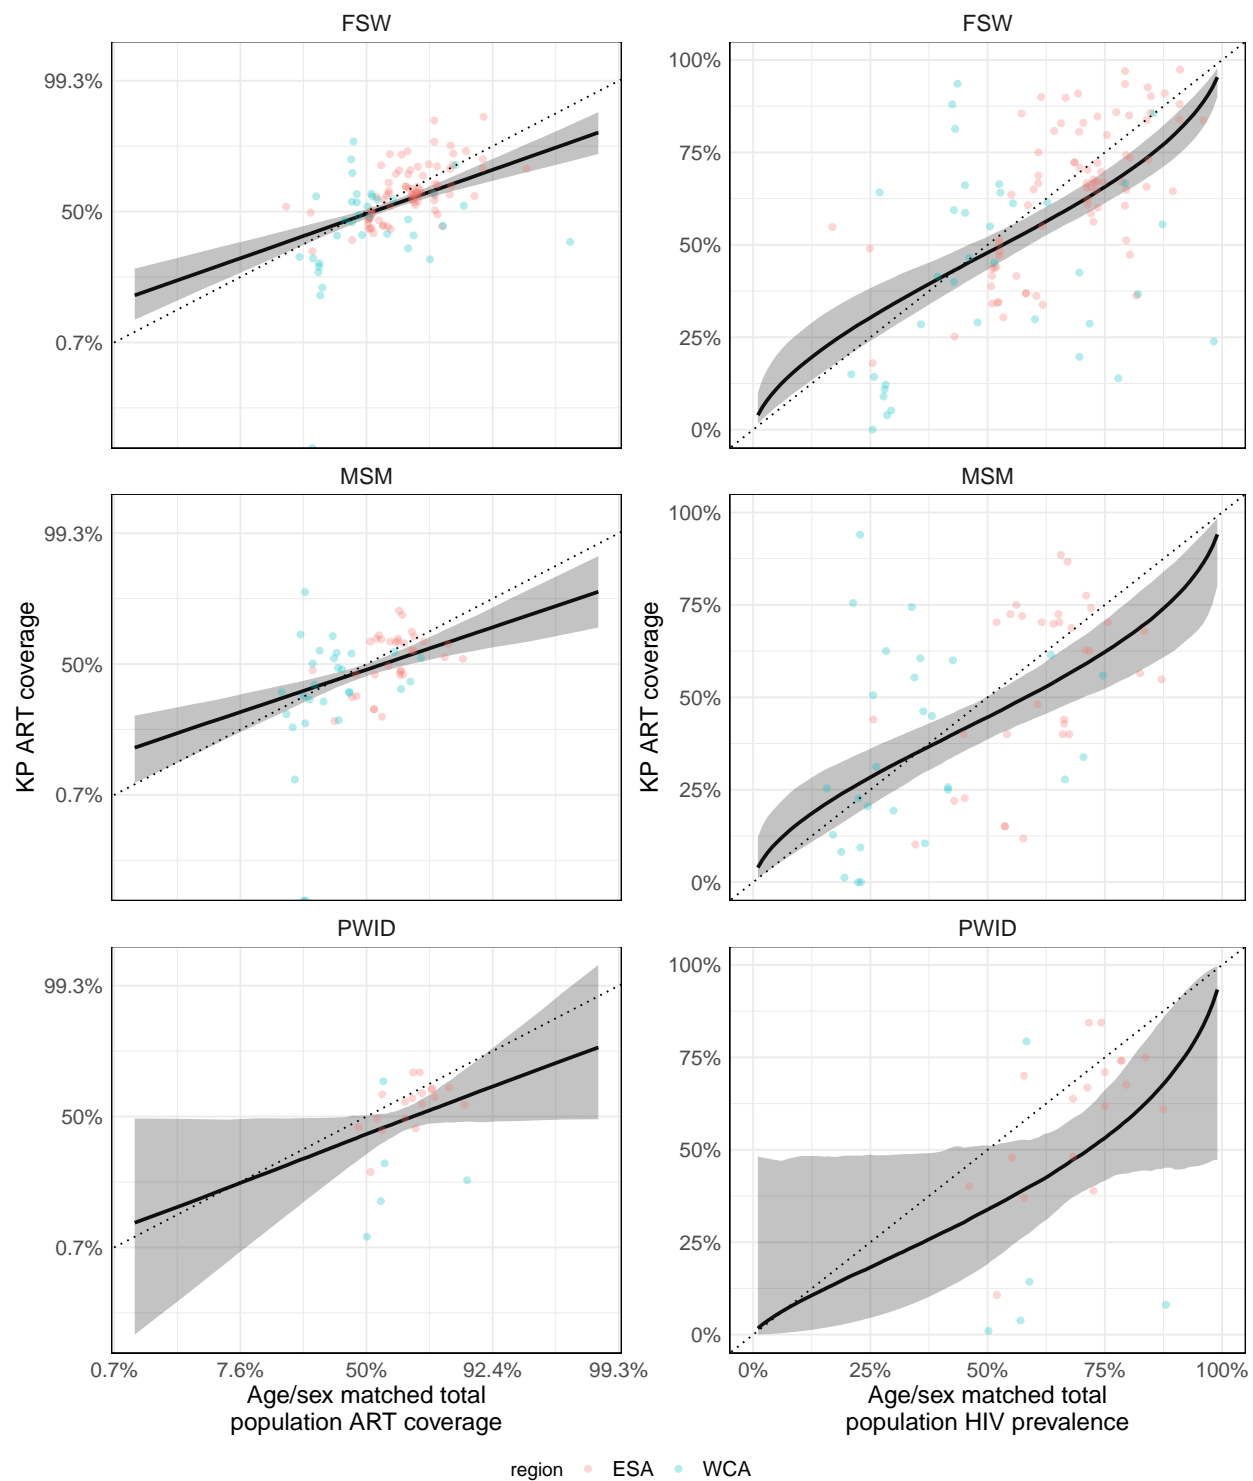 FSW
FSW
99.3%
50%
0.7%
100%
75%
50%
25%
0%
MSM
MSM
KP ART coverage
99.3%
50%
0.7%
KP ART coverage
100%
75%
50%
25%
0%
PWID
PWID
99.3%
50%
0.7%
100%
75%
50%
25%
0%
0.7% 7.6% 50% 92.4% 99.3%
0% 25% 50% 75% 100%
Age/sex matched total
population ART coverage
Age/sex matched total
population HIV prevalence
region ESA WCA